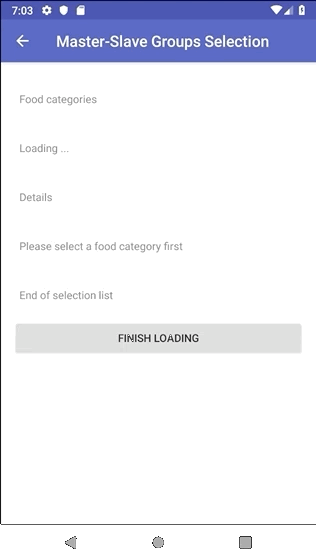 7:03
Master-Slave Groups Selection
Food categories
Loading ...
Details
Please select a food category first
End of selection list
FINISH LOADING